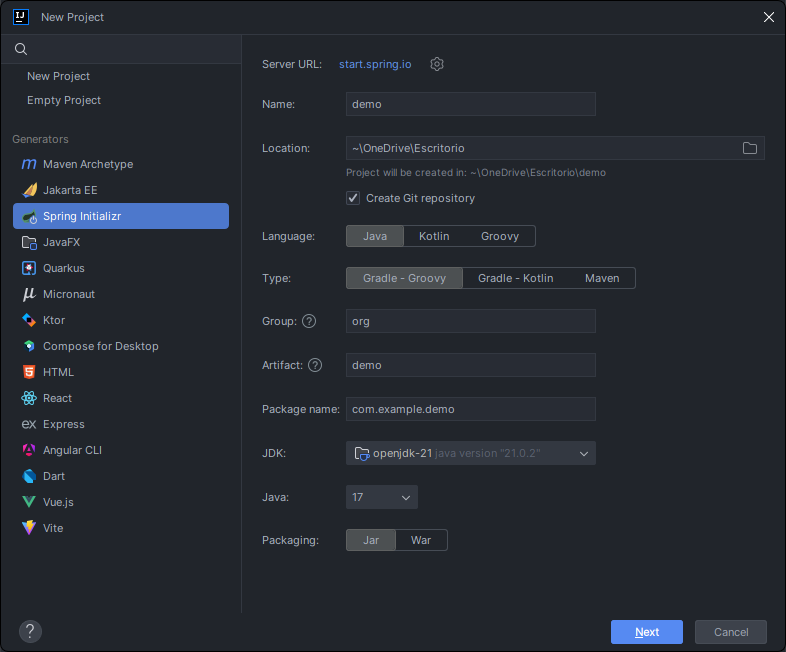 New Project
New Project
Empty Project
Generators
Maven Archetype
Jakarta EE
Spring Initializr
JavaFX
Quarkus
Micronaut
Ktor
Compose for Desktop
HTML
React
ex Express
Angular CLI
Dart
Vue.js
Vite
Server URL: start.spring.io
Name: demo
Location: ~\OneDrive\Escritorio
Project will be created in: ~\OneDrive\Escritorio\demo
Create Git repository
Language: Java Kotlin Groovy
Type: Gradle - Groovy Gradle - Kotlin Maven
Group: ? org
Artifact: ? demo
Package name: com.example.demo
JDK: openjdk-21 java version "21.0.2"
Java: 17
Packaging: Jar War
? Next Cancel